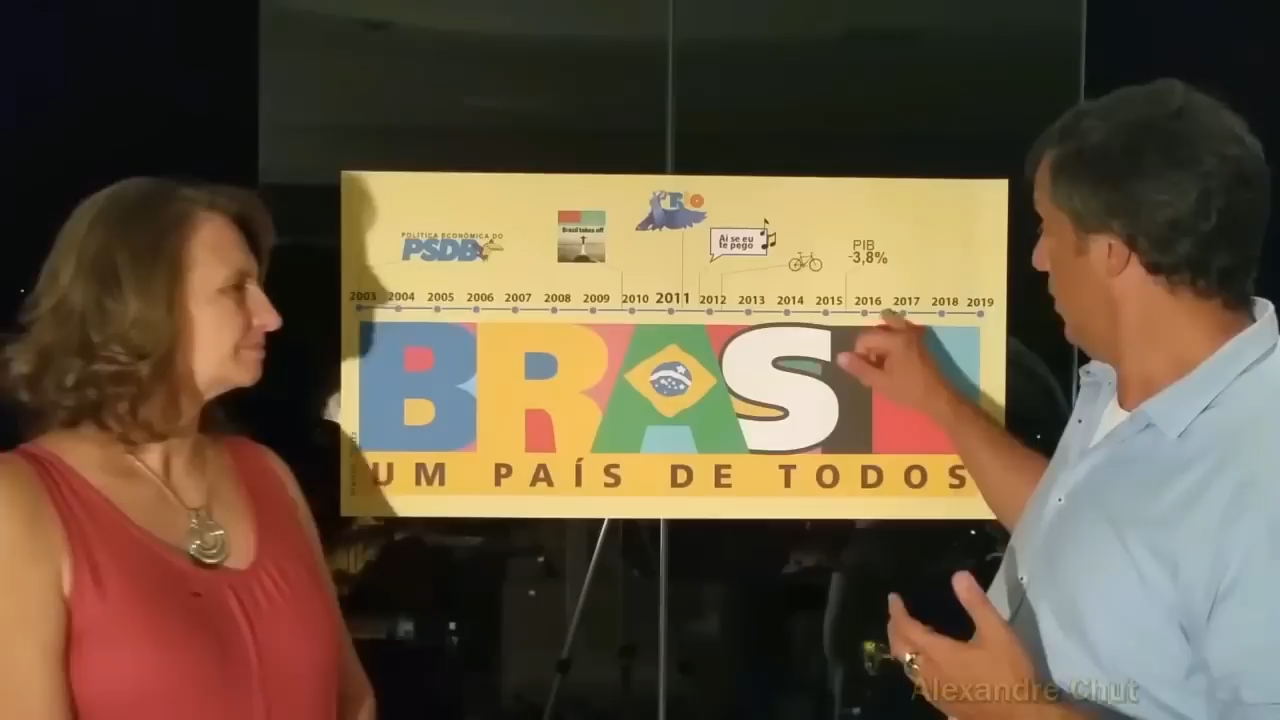 POLITICA ECONÔMICA DO
PSDB
Brazil takes off
RIO
Ai se eu
te pego
PIB
-3,8%
2003 2004 2005 2006 2007 2008 2009 2010 2011 2012 2013 2014 2015 2016 2017 2018 2019
BRASIL
UM PAÍS DE TODOS
Alexandre Chut